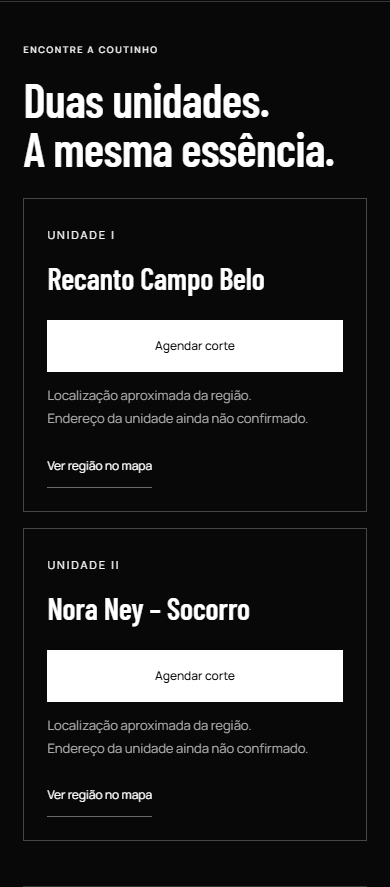 ENCONTRE A COUTINHO
Duas unidades.
A mesma essência.
UNIDADE I
Recanto Campo Belo
Agendar corte
Localização aproximada da região.
Endereço da unidade ainda não confirmado.
Ver região no mapa
UNIDADE II
Nora Ney – Socorro
Agendar corte
Localização aproximada da região.
Endereço da unidade ainda não confirmado.
Ver região no mapa